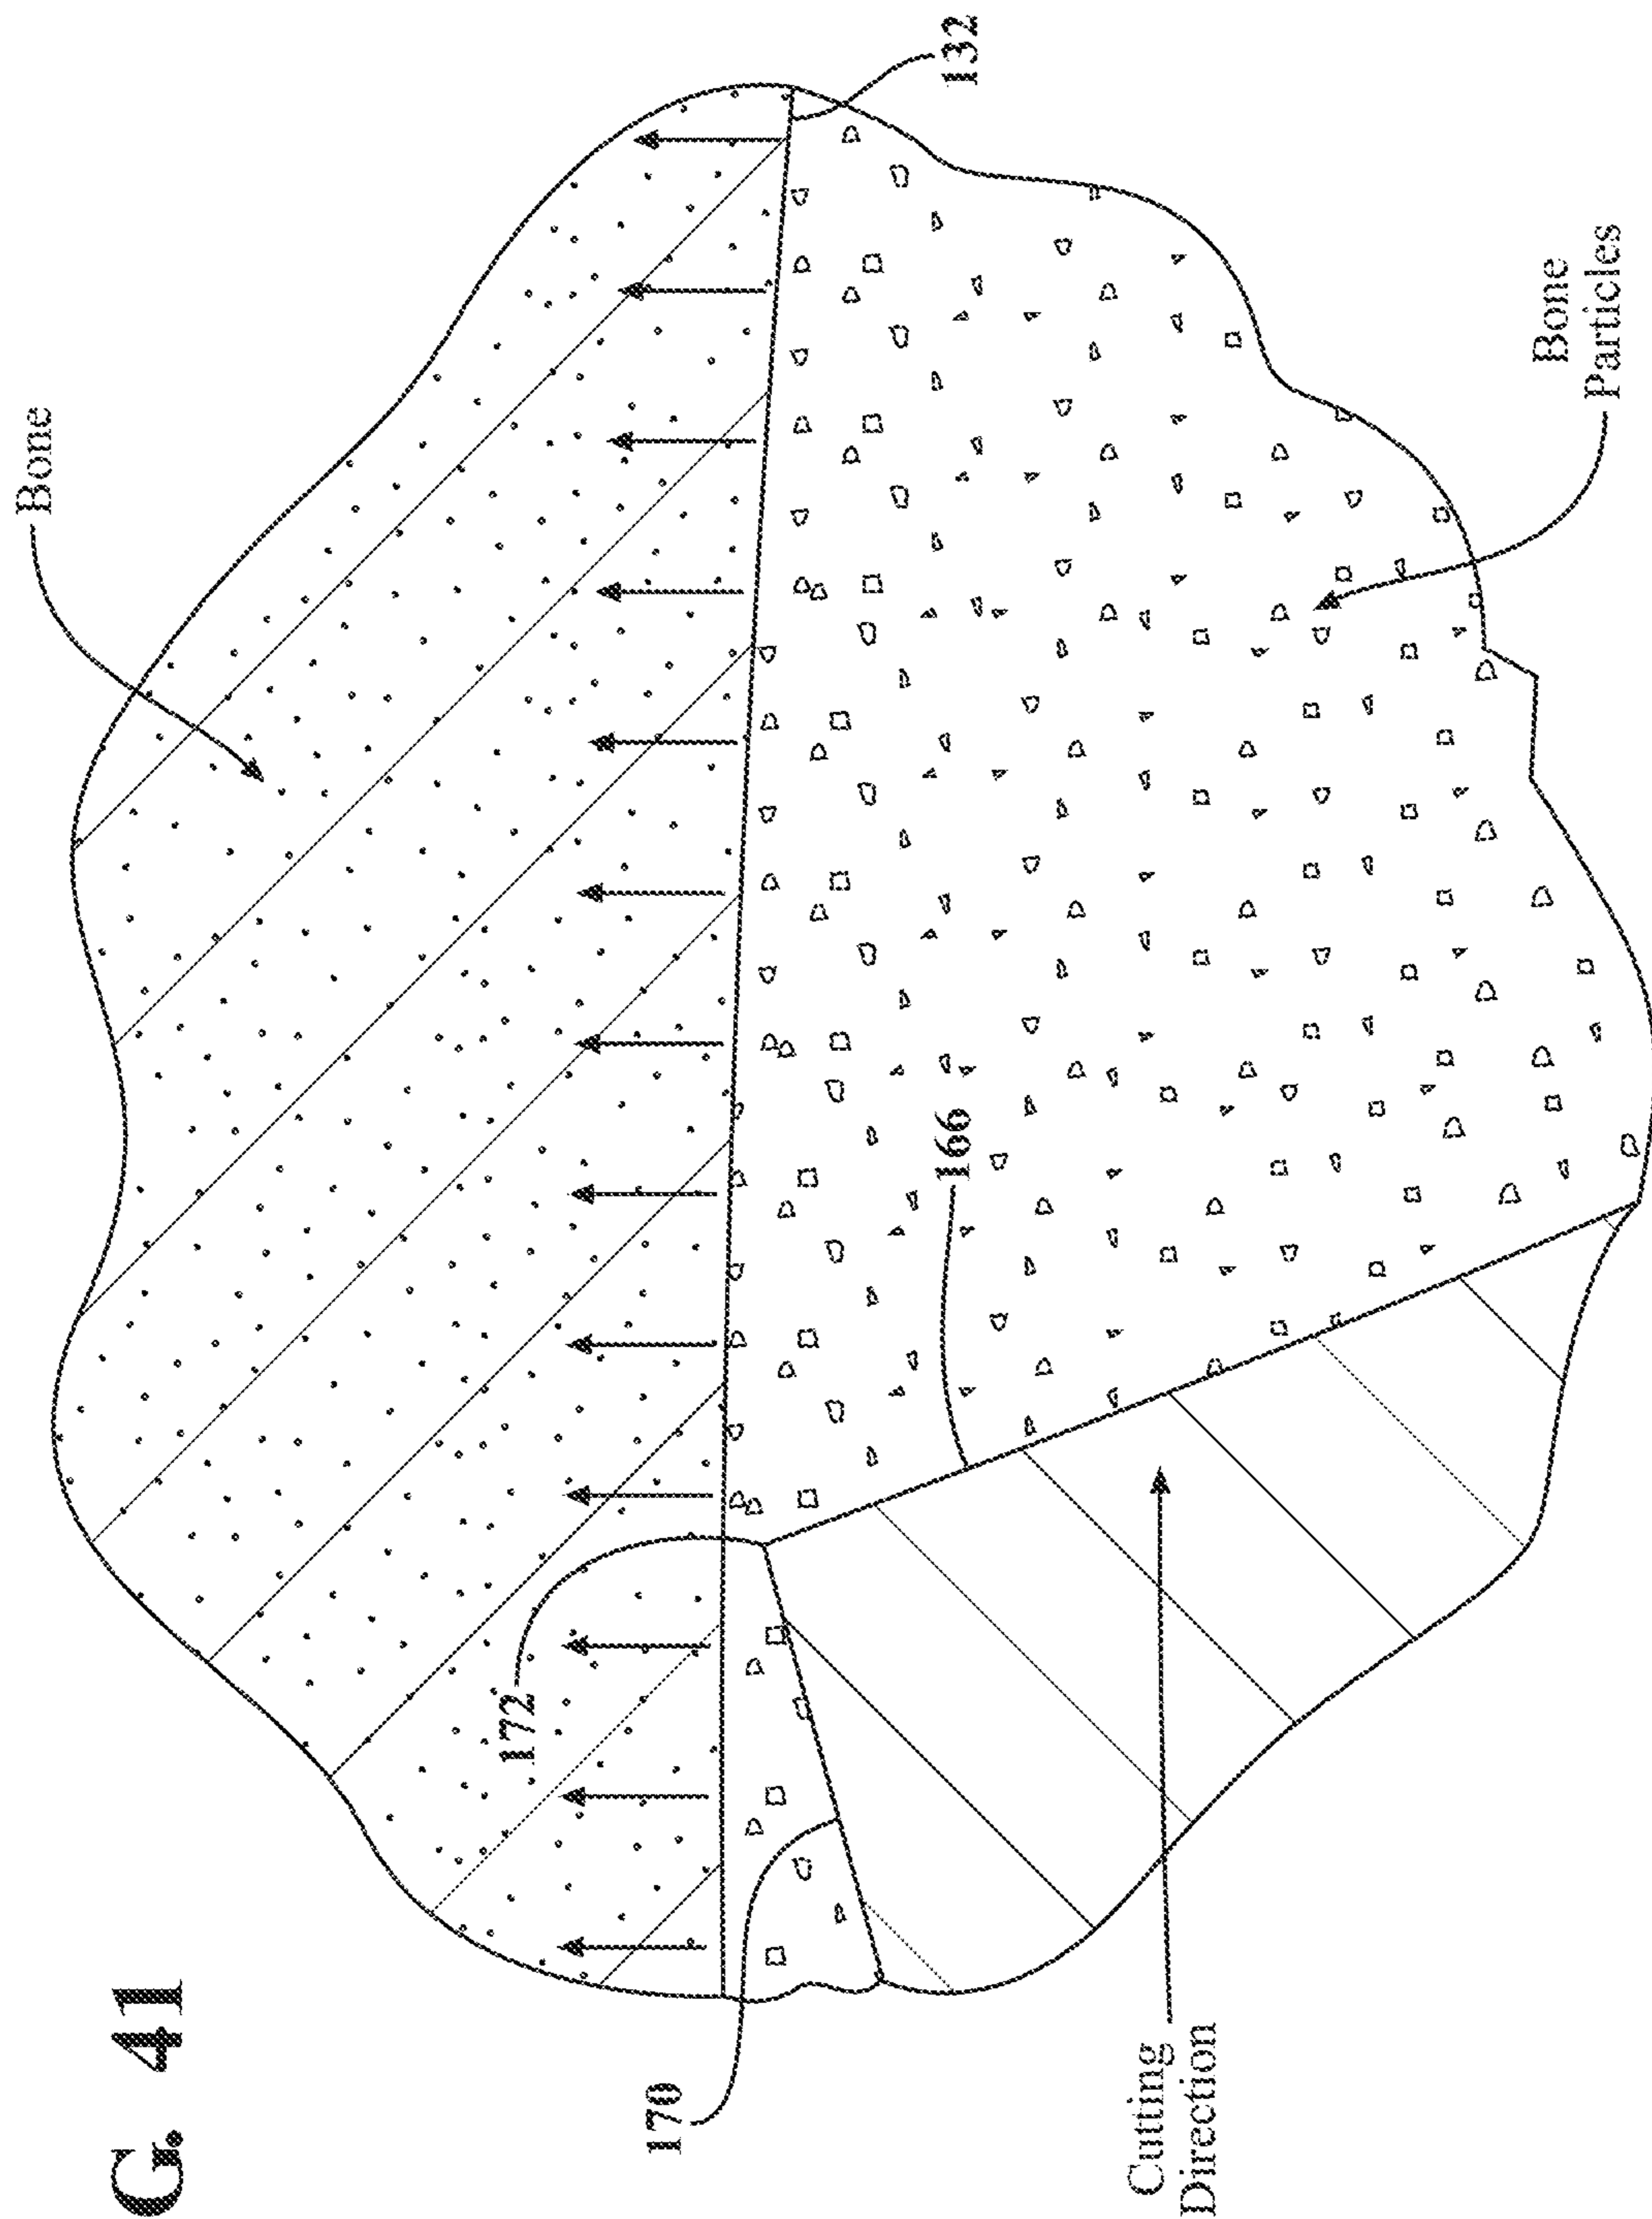 G. 41
Bone
132
172
166
170
Bone
Particles
Cutting
Direction